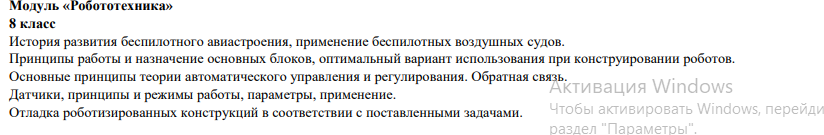 Модуль «Робототехника»
8 класс
История развития беспилотного авиастроения, применение беспилотных воздушных судов.
Принципы работы и назначение основных блоков, оптимальный вариант использования при конструировании роботов.
Основные принципы теории автоматического управления и регулирования. Обратная связь.
Датчики, принципы и режимы работы, параметры, применение.
Отладка роботизированных конструкций в соответствии с поставленными задачами.
Активация Windows
Чтобы активировать Windows, перейди
раздел "Параметры".